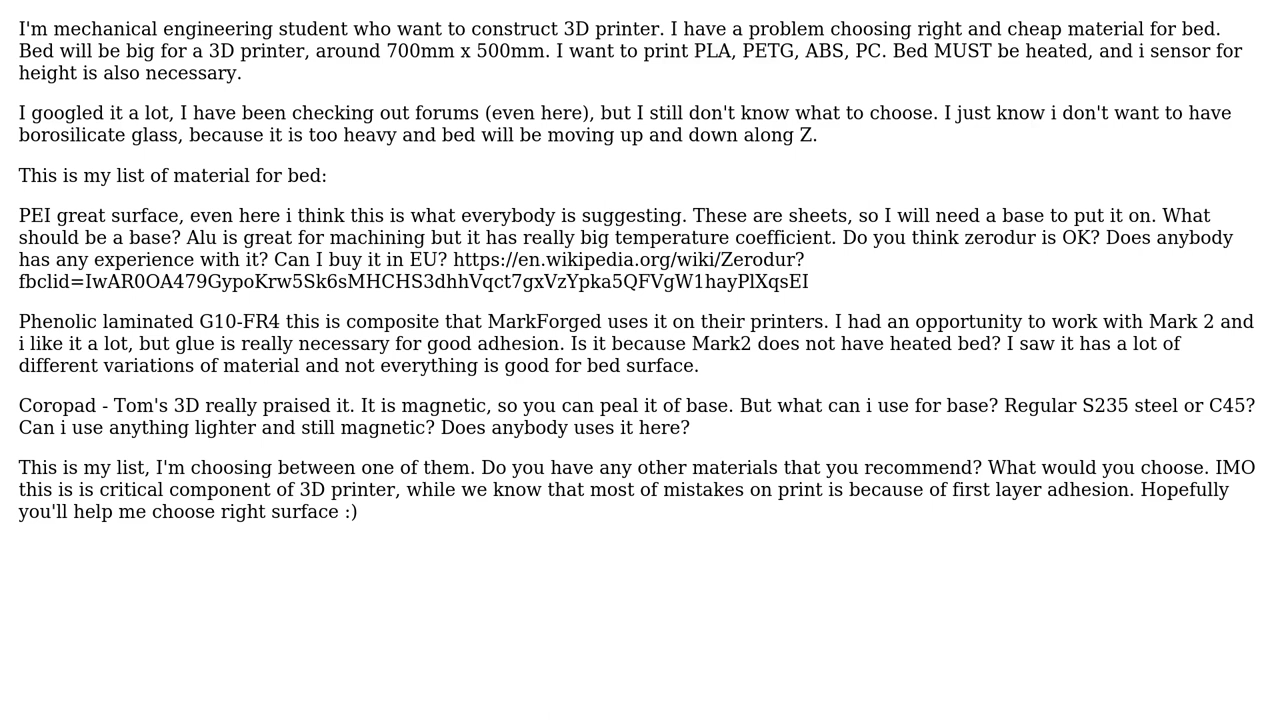 I'm mechanical engineering student who want to construct 3D printer. I have a problem choosing right and cheap material for bed.
Bed will be big for a 3D printer, around 700mm x 500mm. I want to print PLA, PETG, ABS, PC. Bed MUST be heated, and i sensor for
height is also necessary.
I googled it a lot, I have been checking out forums (even here), but I still don't know what to choose. I just know i don't want to have
borosilicate glass, because it is too heavy and bed will be moving up and down along Z.
This is my list of material for bed:
PEI great surface, even here i think this is what everybody is suggesting. These are sheets, so I will need a base to put it on. What
should be a base? Alu is great for machining but it has really big temperature coefficient. Do you think zerodur is OK? Does anybody
has any experience with it? Can I buy it in EU? https://en.wikipedia.org/wiki/Zerodur?
fbclid=IwAR0OA479GypoKrw5Sk6sMHCHS3dhhVqct7gxVzYpka5QFVgW1hayPlXqsEI
Phenolic laminated G10-FR4 this is composite that MarkForged uses it on their printers. I had an opportunity to work with Mark 2 and
i like it a lot, but glue is really necessary for good adhesion. Is it because Mark2 does not have heated bed? I saw it has a lot of
different variations of material and not everything is good for bed surface.
Coropad - Tom's 3D really praised it. It is magnetic, so you can peal it of base. But what can i use for base? Regular S235 steel or C45?
Can i use anything lighter and still magnetic? Does anybody uses it here?
This is my list, I'm choosing between one of them. Do you have any other materials that you recommend? What would you choose. IMO
this is is critical component of 3D printer, while we know that most of mistakes on print is because of first layer adhesion. Hopefully
you'll help me choose right surface :)